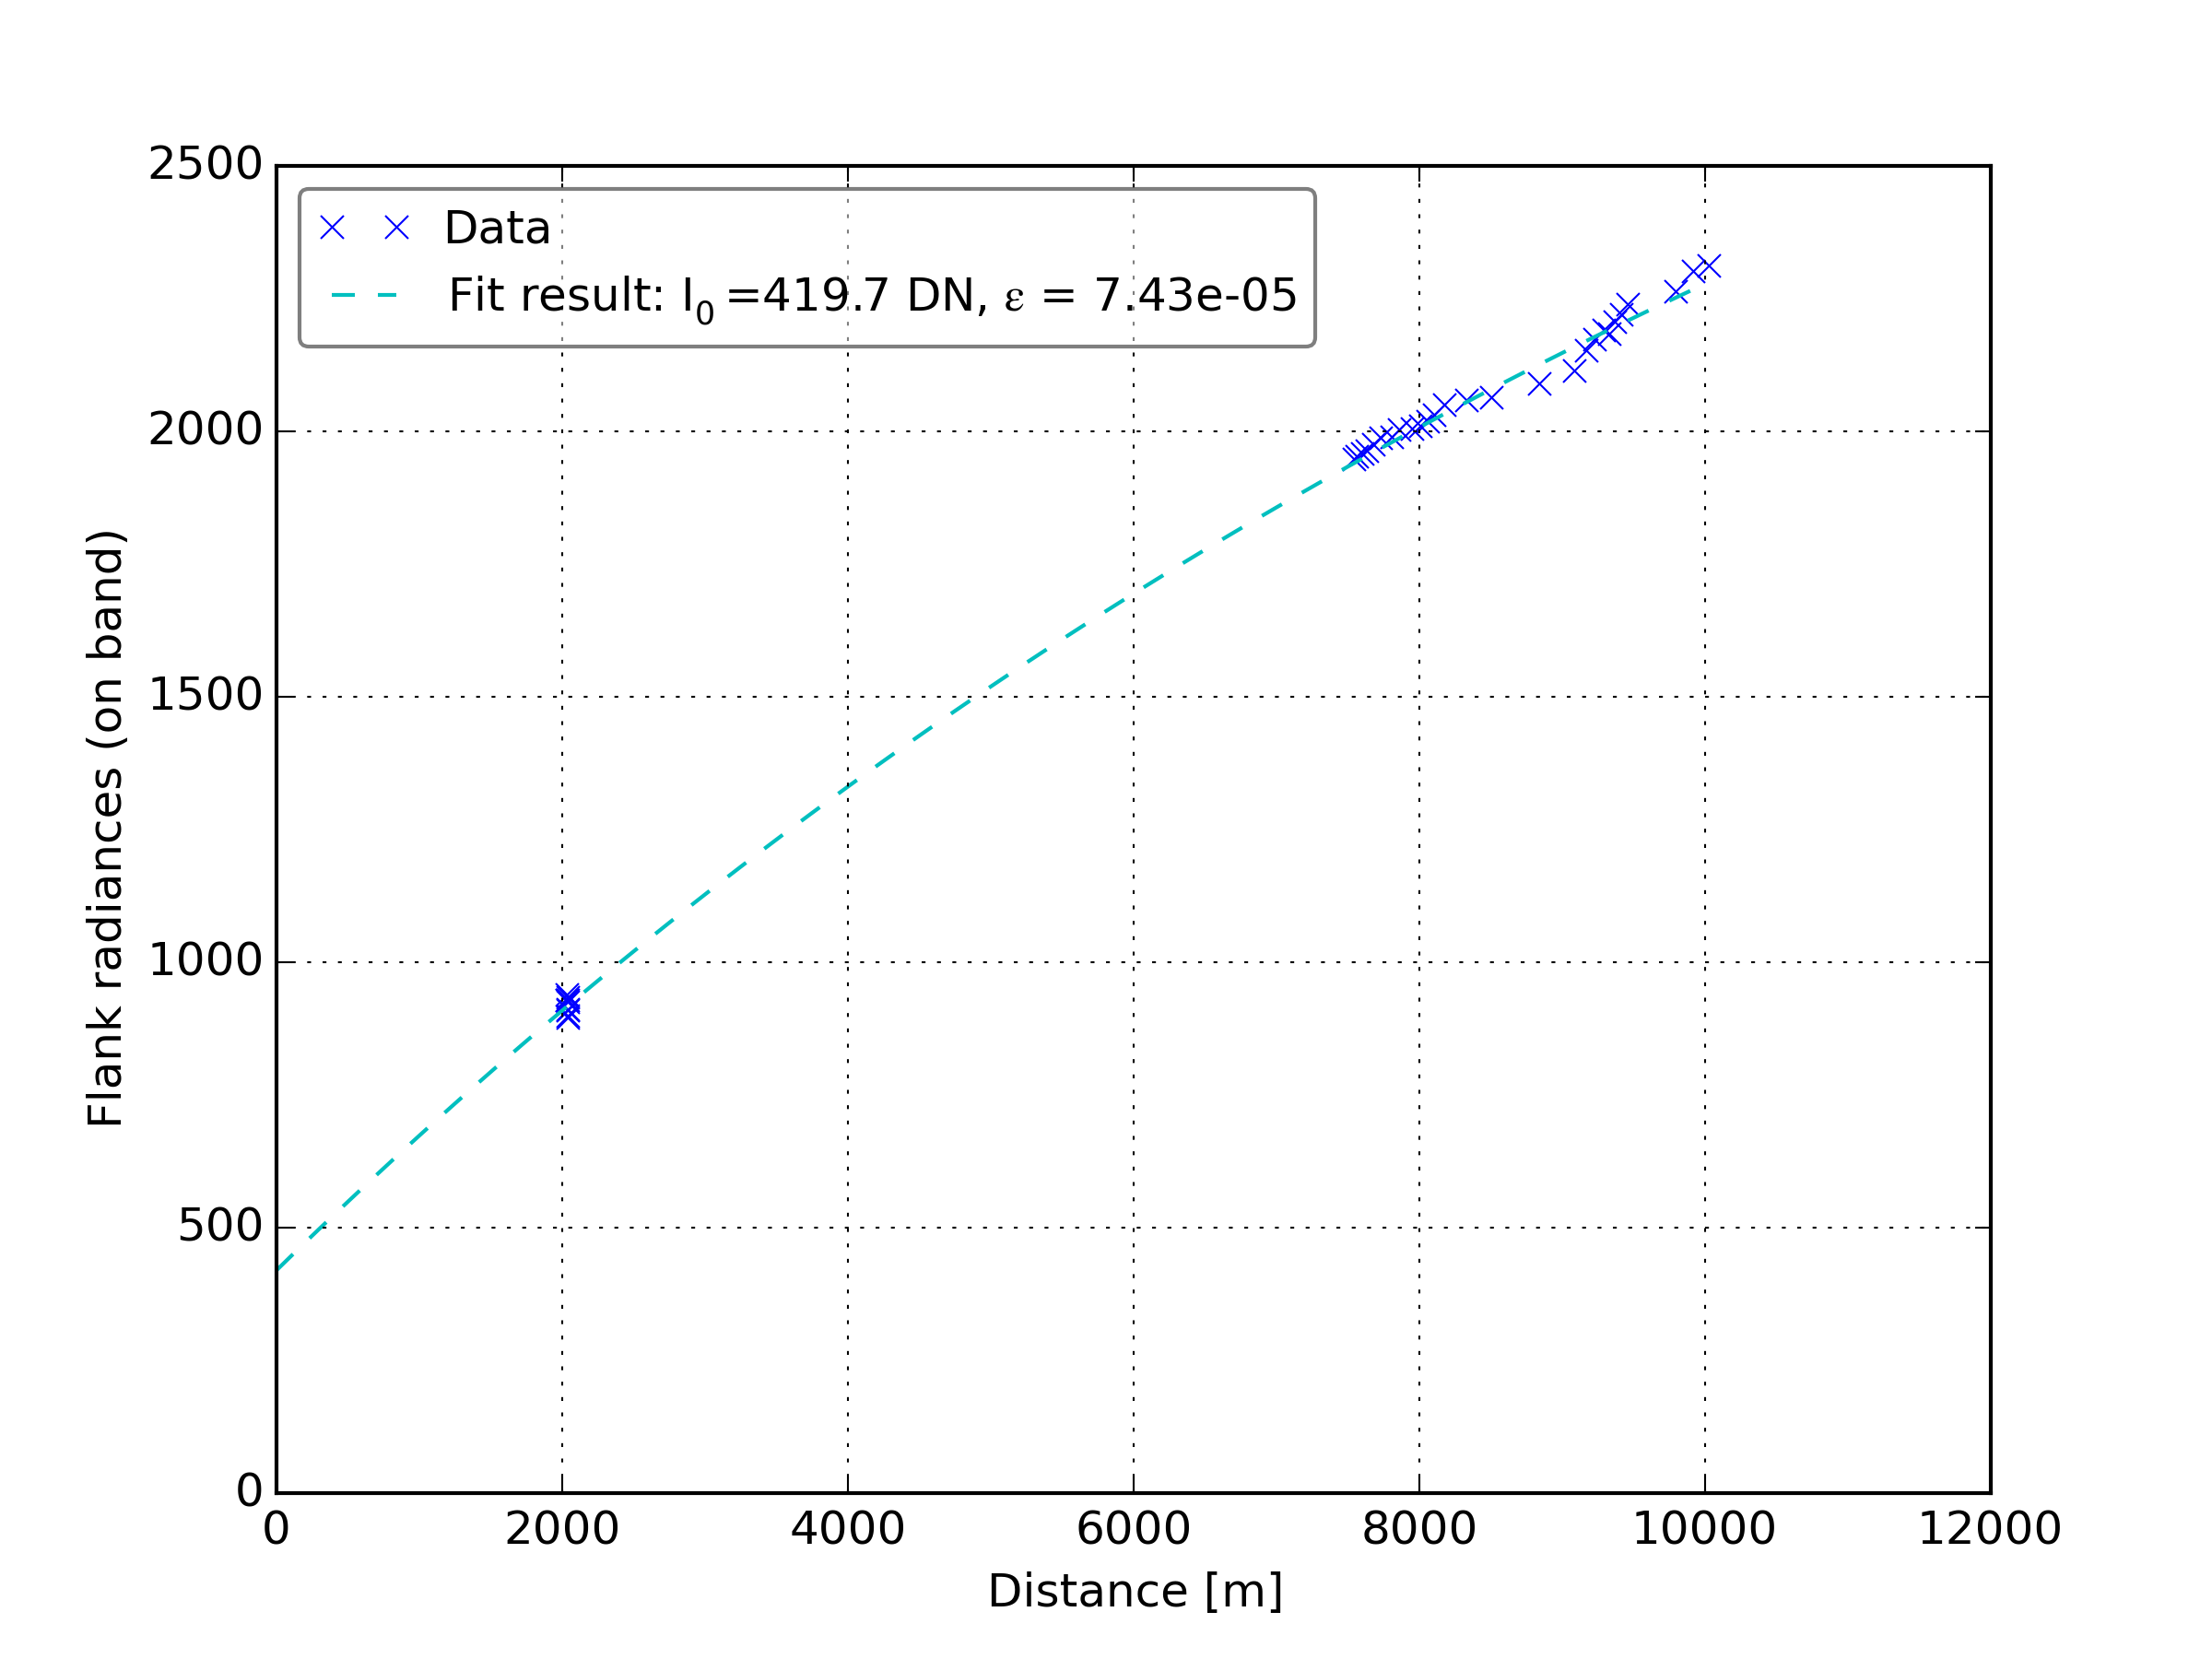 2500
2000
1500
1000
500
0
Flank radiances (on band)
Data
Fit result: I₀ =419.7 DN, ε = 7.43e-05
0 2000 4000 6000 8000 10000 12000
Distance [m]